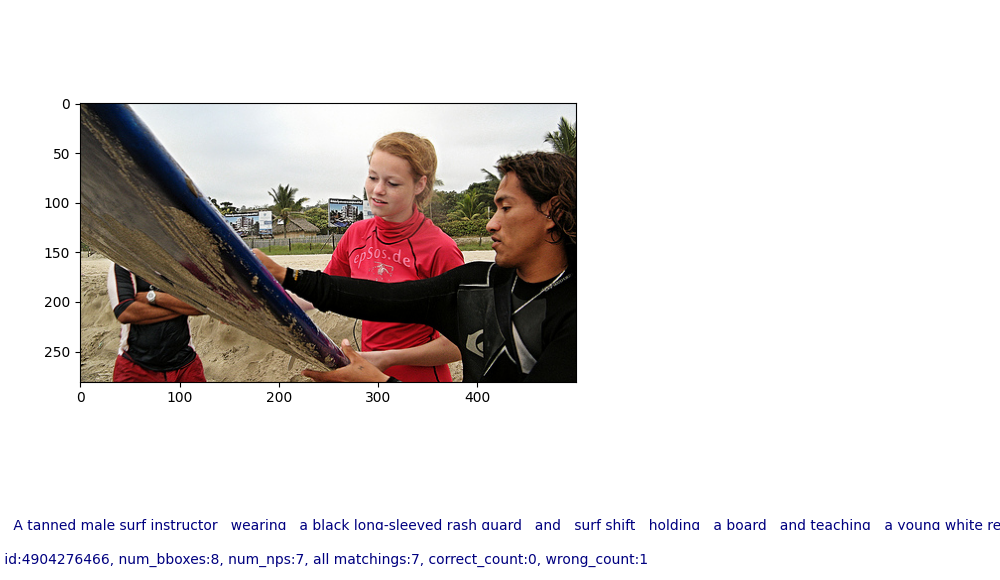 0
50
100
150
200
250
epSos.de
0 100 200 300 400
A tanned male surf instructor wearing a black long-sleeved rash guard and surf shift holding a board and teaching a young white re
id:4904276466, num_bboxes:8, num_nps:7, all matchings:7, correct_count:0, wrong_count:1